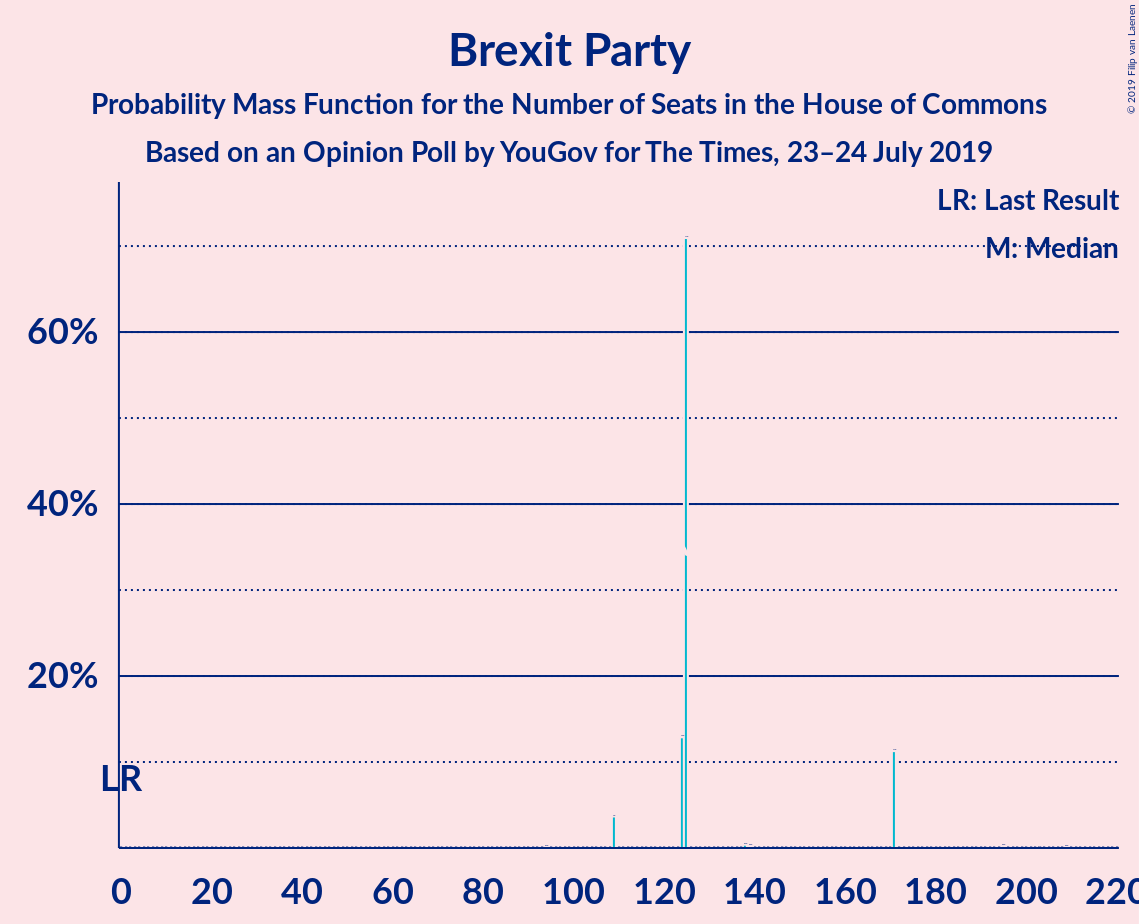 Brexit Party
Probability Mass Function for the Number of Seats in the House of Commons
Based on an Opinion Poll by YouGov for The Times, 23–24 July 2019
© 2019 Filip van Laenen
LR: Last Result
M: Median
60%
40%
20%
LR
0 20 40 60 80 100 120 140 160 180 200 220